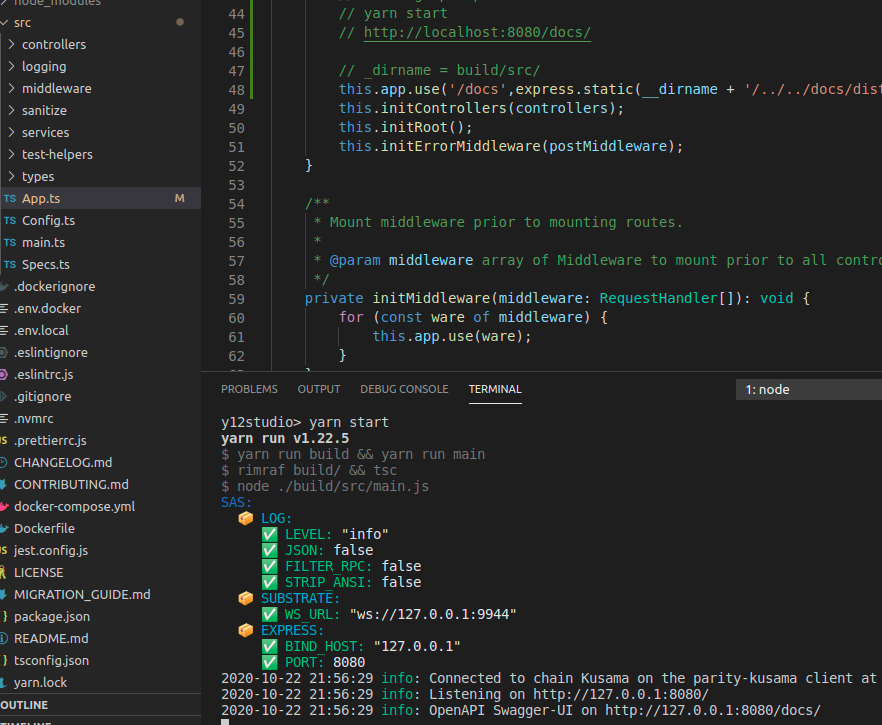 node_modules
src
controllers
logging
middleware
sanitize
services
test-helpers
types
TS App.ts M
TS Config.ts
TS main.ts
TS Specs.ts
.dockerignore
.env.docker
.env.local
.eslintignore
.eslintrc.js
.gitignore
.nvmrc
JS .prettierrc.js
CHANGELOG.md
CONTRIBUTING.md
docker-compose.yml
Dockerfile
jest.config.js
LICENSE
MIGRATION_GUIDE.md
package.json
README.md
tsconfig.json
yarn.lock
OUTLINE
44 // yarn start
45 // http://localhost:8080/docs/
46
47 // _dirname = build/src/
48 this.app.use('/docs',express.static(__dirname + '/../../docs/dist
49 this.initControllers(controllers);
50 this.initRoot();
51 this.initErrorMiddleware(postMiddleware);
52 }
53
54 /**
55 * Mount middleware prior to mounting routes.
56 *
57 * @param middleware array of Middleware to mount prior to all contro
58 */
59 private initMiddleware(middleware: RequestHandler[]): void {
60 for (const ware of middleware) {
61 this.app.use(ware);
62 }
PROBLEMS OUTPUT DEBUG CONSOLE TERMINAL 1: node
y12studio> yarn start
yarn run v1.22.5
$ yarn run build && yarn run main
$ rimraf build/ && tsc
$ node ./build/src/main.js
SAS:
📦 LOG:
✅ LEVEL: "info"
✅ JSON: false
✅ FILTER_RPC: false
✅ STRIP_ANSI: false
📦 SUBSTRATE:
✅ WS_URL: "ws://127.0.0.1:9944"
📦 EXPRESS:
✅ BIND_HOST: "127.0.0.1"
✅ PORT: 8080
2020-10-22 21:56:29 info: Connected to chain Kusama on the parity-kusama client at
2020-10-22 21:56:29 info: Listening on http://127.0.0.1:8080/
2020-10-22 21:56:29 info: OpenAPI Swagger-UI on http://127.0.0.1:8080/docs/